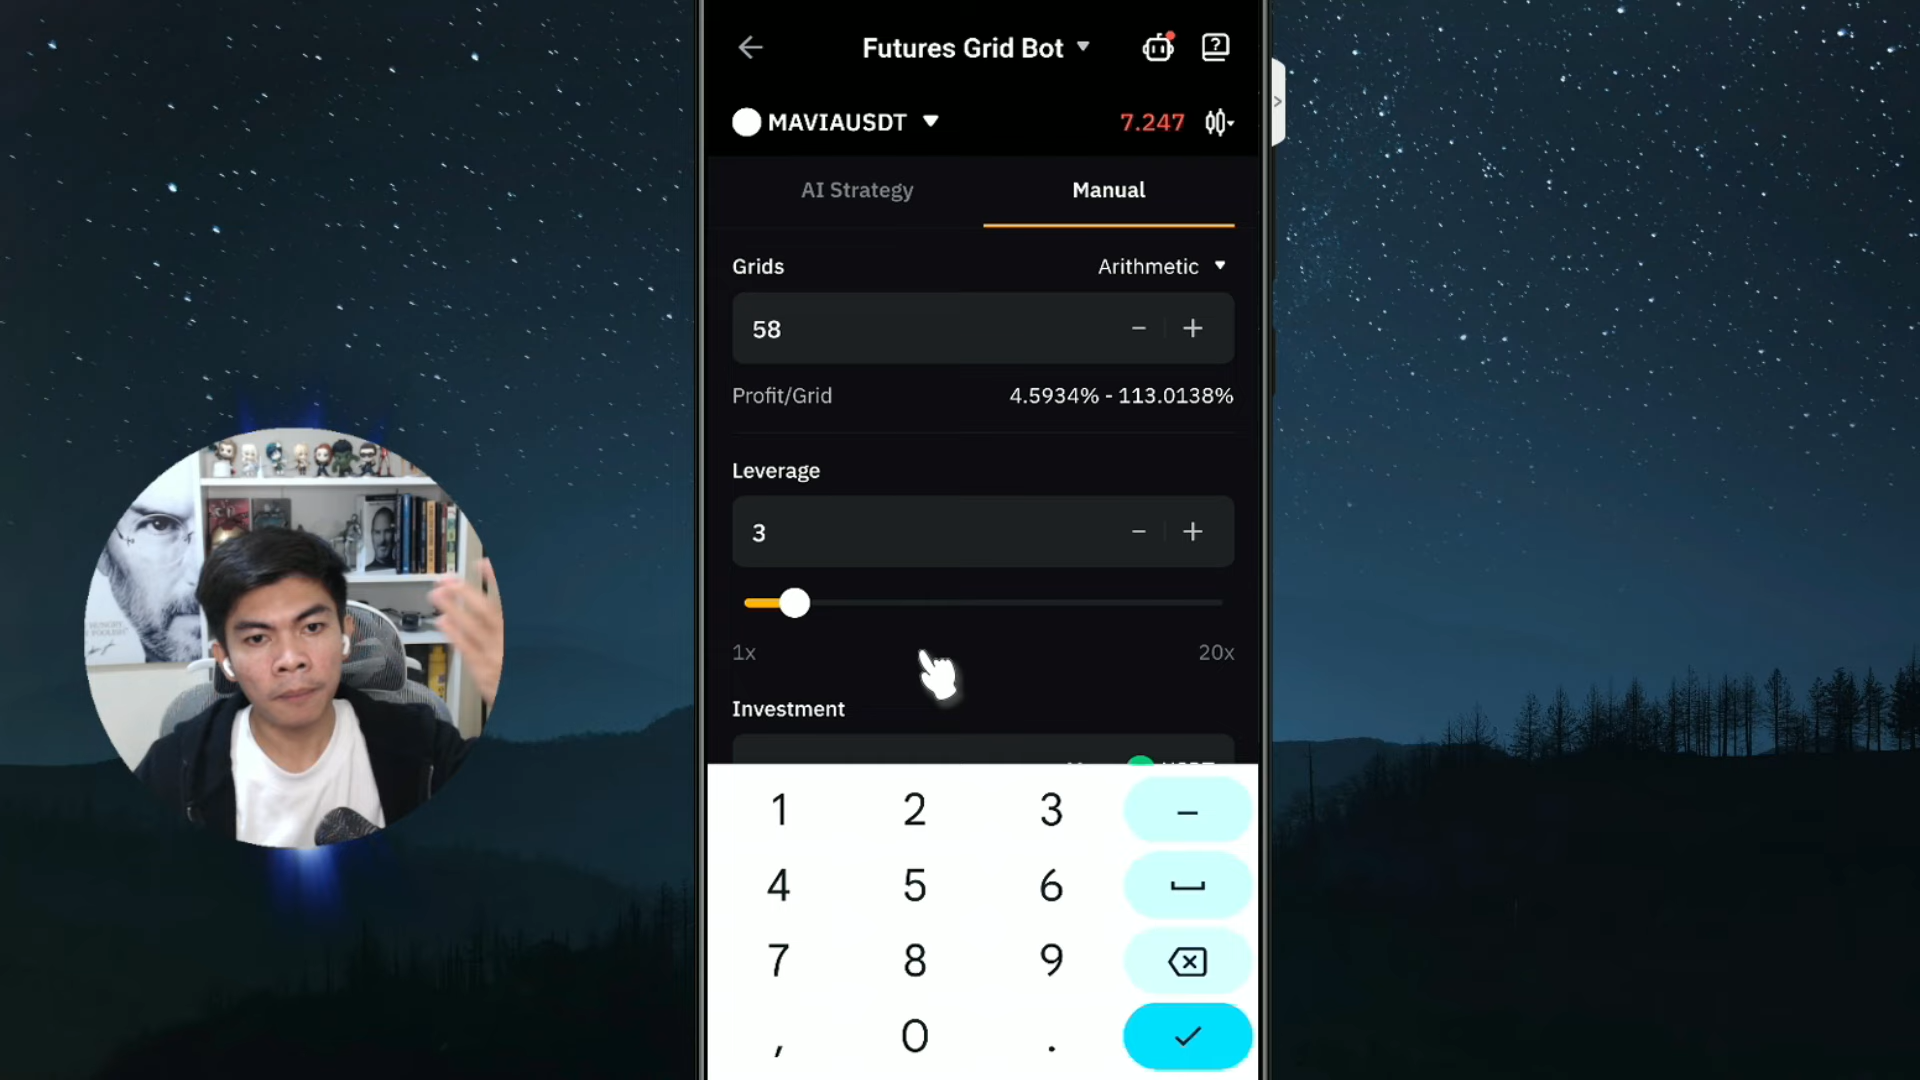 Futures Grid Bot
MAVIAUSDT
7.247
AI Strategy
Manual
Grids
Arithmetic
58
Profit/Grid
4.5934% - 113.0138%
Leverage
3
1x
20x
Investment
1 2 3 –
4 5 6
7 8 9
, 0 .